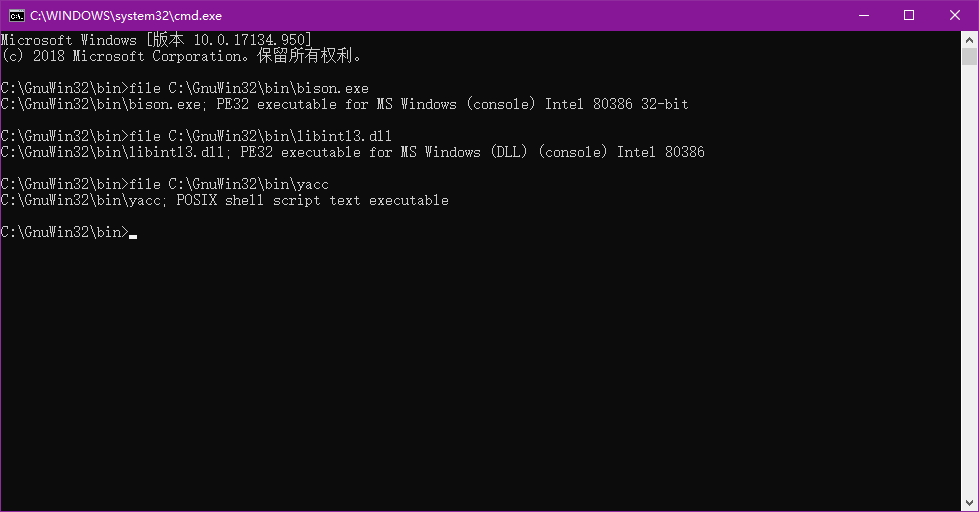 C:\WINDOWS\system32\cmd.exe
Microsoft Windows [版本 10.0.17134.950]
(c) 2018 Microsoft Corporation。保留所有权利。
C:\GnuWin32\bin>file C:\GnuWin32\bin\bison.exe
C:\GnuWin32\bin\bison.exe; PE32 executable for MS Windows (console) Intel 80386 32-bit
C:\GnuWin32\bin>file C:\GnuWin32\bin\libintl3.dll
C:\GnuWin32\bin\libintl3.dll; PE32 executable for MS Windows (DLL) (console) Intel 80386
C:\GnuWin32\bin>file C:\GnuWin32\bin\yacc
C:\GnuWin32\bin\yacc; POSIX shell script text executable
C:\GnuWin32\bin>